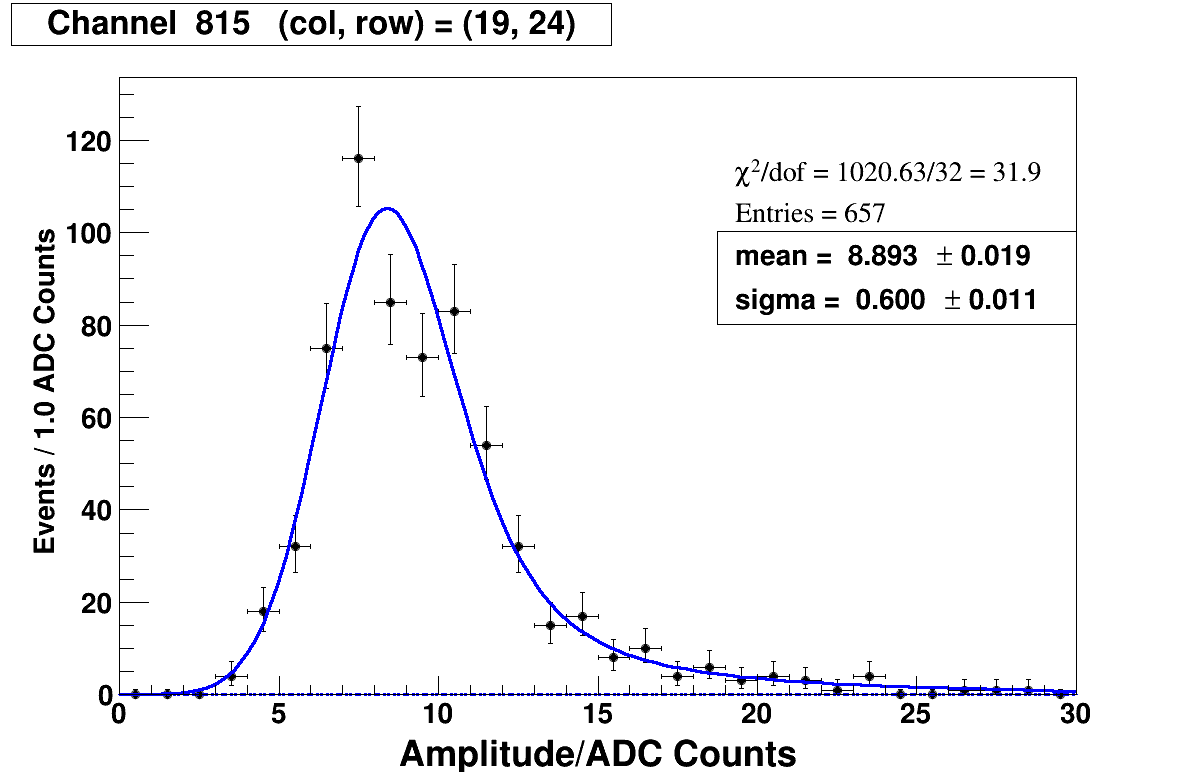 Channel 815 (col, row) = (19, 24)
χ²/dof = 1020.63/32 = 31.9
Entries = 657
mean = 8.893 ± 0.019
sigma = 0.600 ± 0.011
Events / 1.0 ADC Counts
120
100
80
60
40
20
0
0 5 10 15 20 25 30
Amplitude/ADC Counts